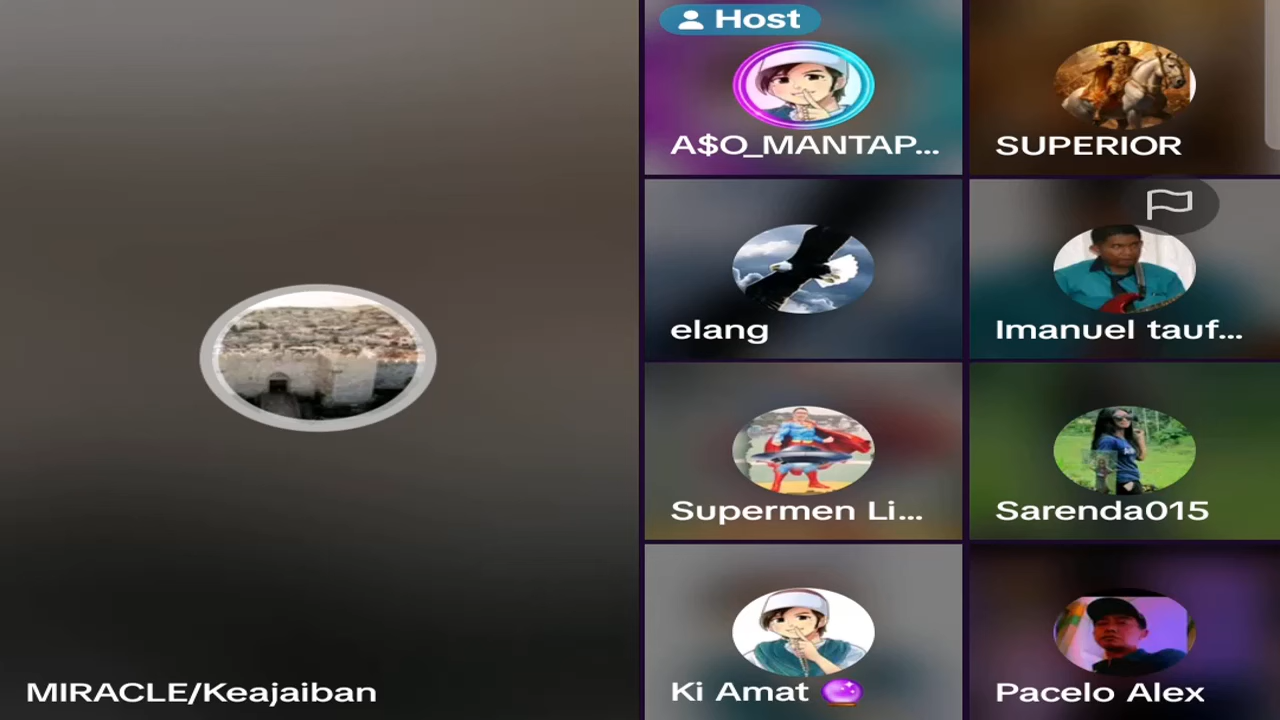 Host
A$O_MANTAP...
SUPERIOR
elang
Imanuel tauf...
Supermen Li...
Sarenda015
Ki Amat 🔮
Pacelo Alex
MIRACLE/Keajaiban